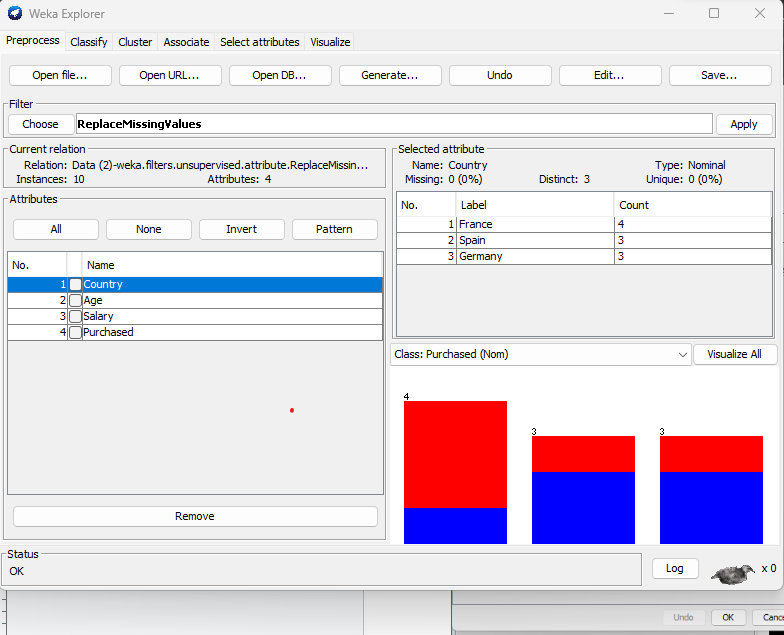 Weka Explorer
Preprocess Classify Cluster Associate Select attributes Visualize
Open file... Open URL... Open DB... Generate... Undo Edit... Save...
Filter
Choose ReplaceMissingValues Apply
Current relation
Relation: Data (2)-weka.filters.unsupervised.attribute.ReplaceMissin...
Instances: 10 Attributes: 4
Attributes
All None Invert Pattern
No. Name
1 Country
2 Age
3 Salary
4 Purchased
Remove
Selected attribute
Name: Country Type: Nominal
Missing: 0 (0%) Distinct: 3 Unique: 0 (0%)
No. Label Count
1 France 4
2 Spain 3
3 Germany 3
Class: Purchased (Nom) Visualize All
4
3
3
Status
OK
Log x 0
Undo OK Canc